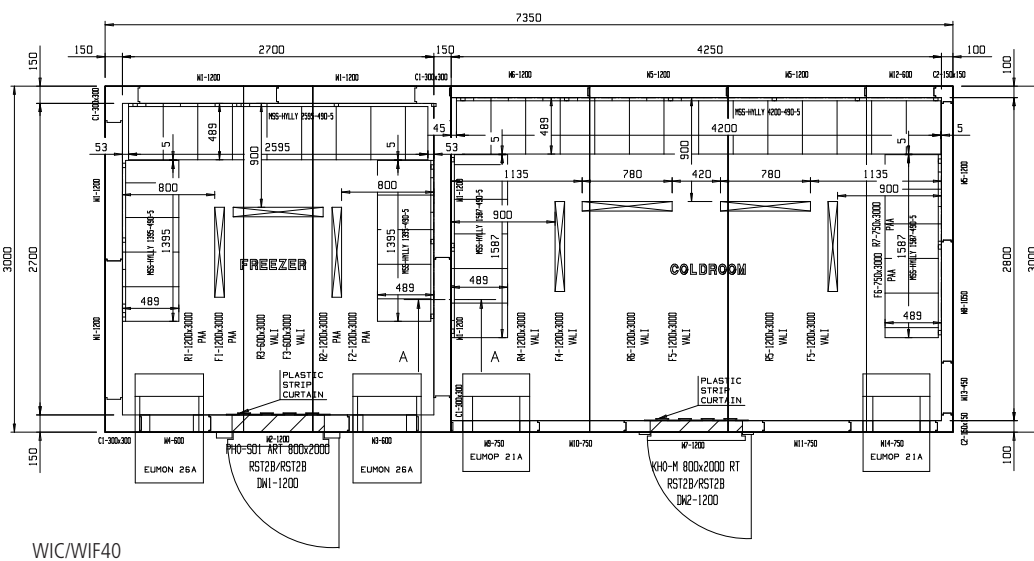 7350
150 2700 150 4250 100
150
W1-1200 W1-1200 C1-300x300 W6-1200 W5-1200 W5-1200 W12-600 C2-150x150
100
C1-300x300
MSS-HYLLY 2595-490-5 MSS-HYLLY 4200-490-5
489 45 489 4200 5
53 5 2595 5 53 5 5
900 900
800 800 1135 780 420 780 1135
W1-1200 W1-1200 W5-1200
900 900
3000 2700 2800 3000
MSS-HYLLY 1395-490-5 1395 1395 MSS-HYLLY 1395-490-5 MSS-HYLLY 1587-490-5 1587 1587 MSS-HYLLY 1587-490-5
F6-750x3000 PAA
R7-750x3000 PAA
FREEZER COLDROOM
489 489 489 489
W1-1200 W1-1200 W8-1050
R1-1200x3000 PAA
F1-1200x3000 PAA
R3-600x3000 VALI
F3-600x3000 VALI
R2-1200x3000 PAA
F2-1200x3000 PAA
R4-1200x3000 VALI
F4-1200x3000 VALI
R6-1200x3000 VALI
F5-1200x3000 VALI
R5-1200x3000 VALI
F5-1200x3000 VALI
A A
PLASTIC
STRIP
CURTAIN
PLASTIC
STRIP
CURTAIN
C1-300x300 W13-450
C2-150x150
150 100
C1-300x300 W4-600 W2-1200 W3-600 W9-750 W10-750 W7-1200 W11-750 W14-750
EUMON 26A EUMON 26A EUMOP 21A EUMOP 21A
PHO-SO1 ART 800x2000
RST2B/RST2B
DW1-1200
KHO-M 800x2000 RT
RST2B/RST2B
DW2-1200
WIC/WIF40